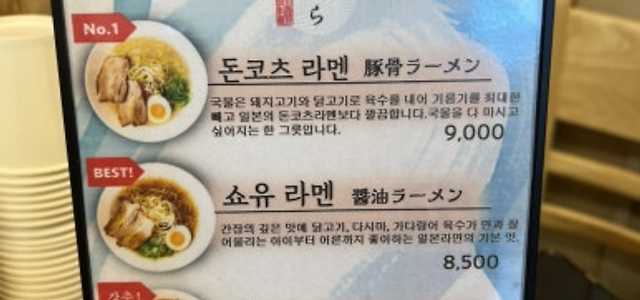 ら
No.1
돈코츠 라멘 豚骨ラーメン
국물은 돼지고기와 닭고기로 육수를 내어 기름기를 최대한
빼고 일본의 돈코츠라멘보다 깔끔합니다.국물을 다 마시고
싶어지는 한 그릇입니다.
9,000
BEST!
쇼유 라멘 醤油ラーメン
간장의 깊은 맛에 닭고기, 다시마, 가다랑어 육수가 면과 잘
어울리는 아이부터 어른까지 좋아하는 일본라면의 기본 맛.
8,500
강추!